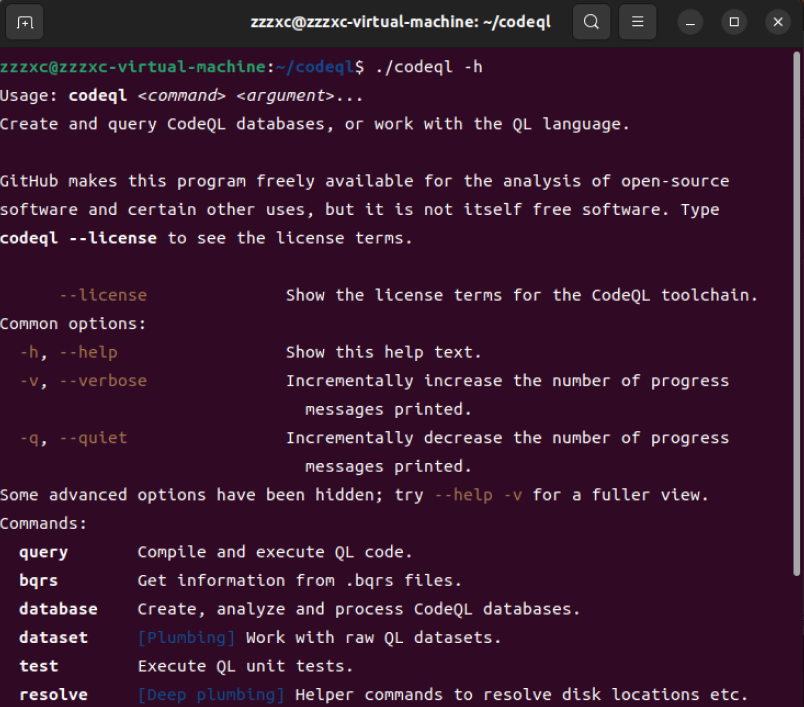 zzzxc@zzzxc-virtual-machine: ~/codeql
zzzxc@zzzxc-virtual-machine:~/codeql$ ./codeql -h
Usage: codeql <command> <argument>...
Create and query CodeQL databases, or work with the QL language.
GitHub makes this program freely available for the analysis of open-source
software and certain other uses, but it is not itself free software. Type
codeql --license to see the license terms.
--license Show the license terms for the CodeQL toolchain.
Common options:
-h, --help Show this help text.
-v, --verbose Incrementally increase the number of progress
messages printed.
-q, --quiet Incrementally decrease the number of progress
messages printed.
Some advanced options have been hidden; try --help -v for a fuller view.
Commands:
query Compile and execute QL code.
bqrs Get information from .bqrs files.
database Create, analyze and process CodeQL databases.
dataset [Plumbing] Work with raw QL datasets.
test Execute QL unit tests.
resolve [Deep plumbing] Helper commands to resolve disk locations etc.